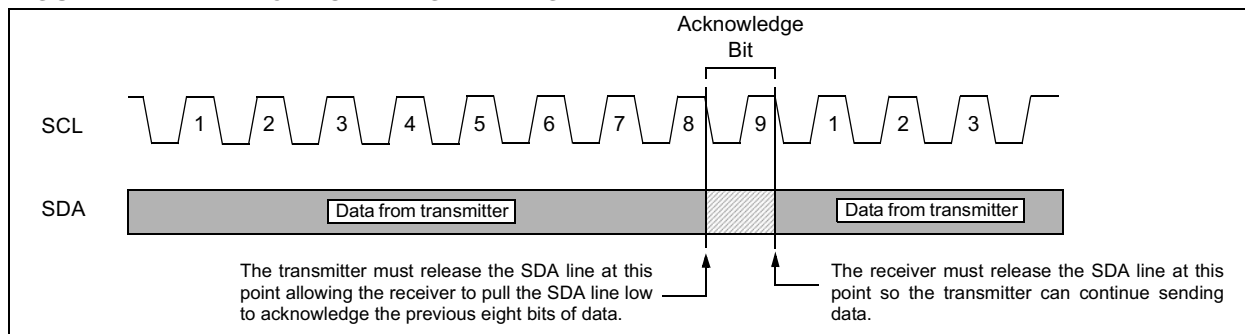 Acknowledge
Bit
SCL
1 2 3 4 5 6 7 8 9 1 2 3
SDA
Data from transmitter
Data from transmitter
The transmitter must release the SDA line at this
point allowing the receiver to pull the SDA line low
to acknowledge the previous eight bits of data.
The receiver must release the SDA line at this
point so the transmitter can continue sending
data.